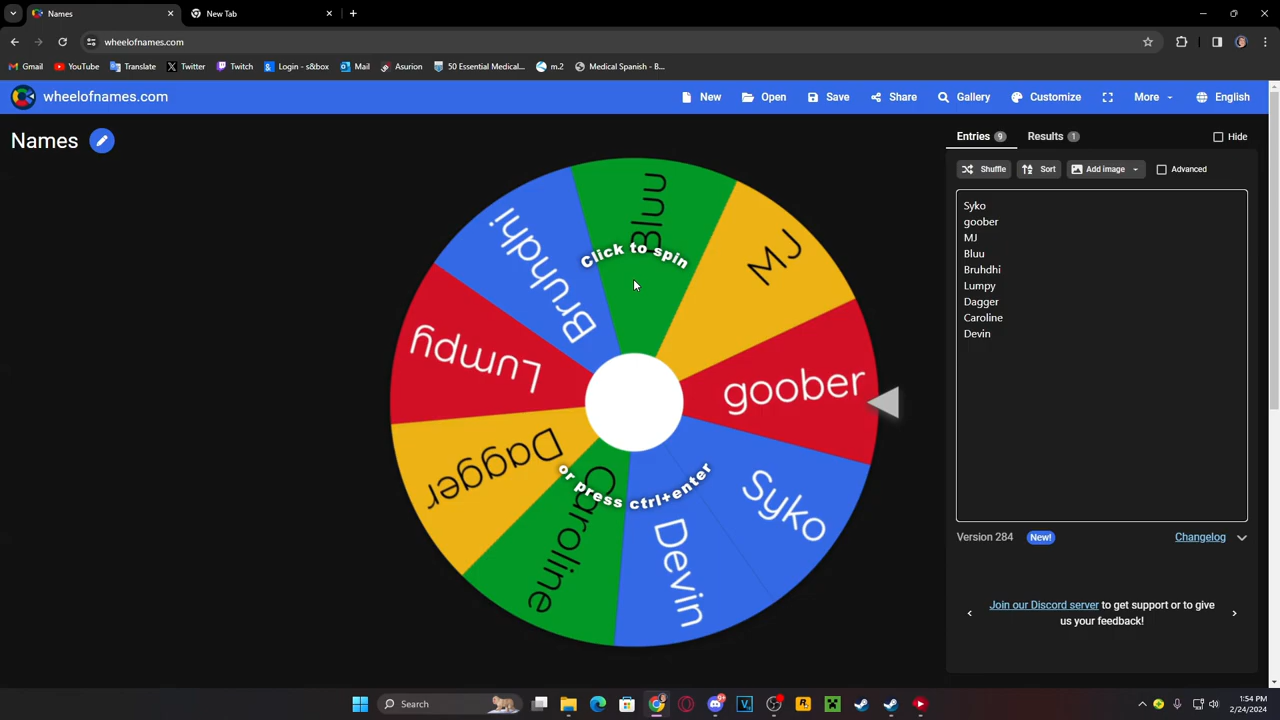 Names
New Tab
wheelofnames.com
Gmail YouTube Translate Twitter Twitch Login - s&box Mail Asurion 50 Essential Medical... m.2 Medical Spanish - B...
wheelofnames.com
New Open Save Share Gallery Customize More English
Names
Entries 9 Results 1 Hide
Shuffle Sort Add image Advanced
Syko
goober
MJ
Bluu
Bruhdhi
Lumpy
Dagger
Caroline
Devin
Bluu
MJ
goober
Syko
Devin
Caroline
Dagger
Lumpy
Bruhdhi
Click to spin
or press ctrl+enter
Version 284 New! Changelog
Join our Discord server to get support or to give
us your feedback!
Search
1:54 PM
2/24/2024